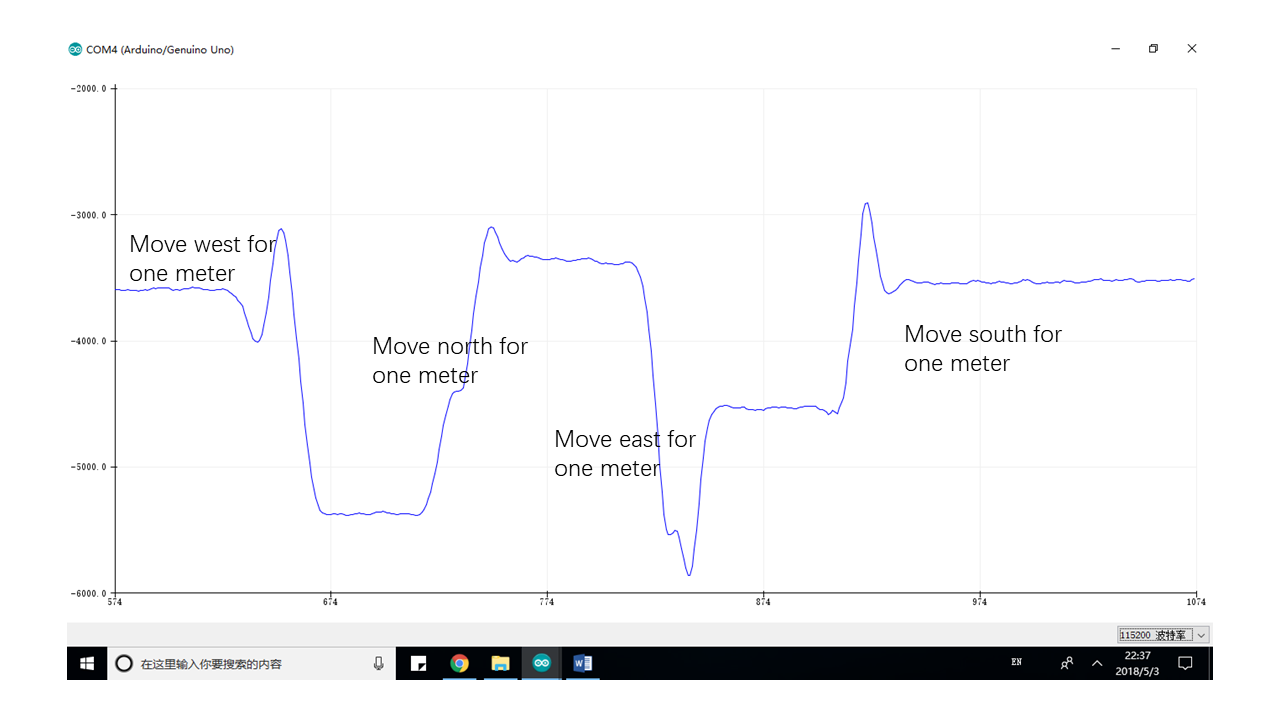 COM4 (Arduino/Genuino Uno)
-2000.0
-3000.0
Move west for
one meter
-4000.0
Move north for
one meter
Move south for
one meter
Move east for
one meter
-5000.0
-6000.0
574 674 774 874 974 1074
115200 波特率
在这里输入你要搜索的内容
W
EN
22:37
2018/5/3